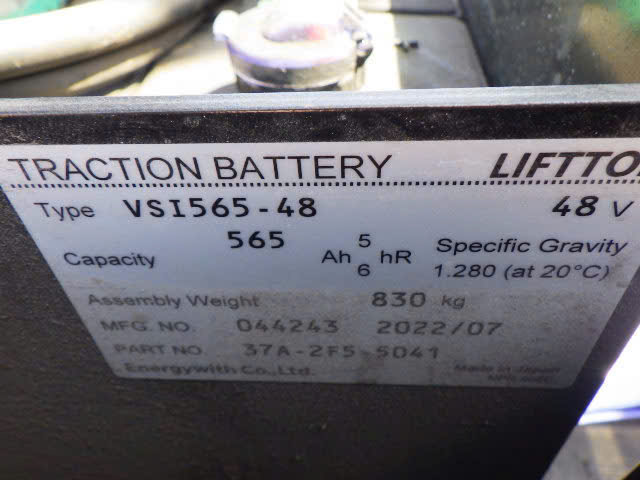 TRACTION BATTERY LIFTTO
Type VSI565-48 48 V
Capacity 565 Ah 5 hR Specific Gravity
6 1.280 (at 20°C)
Assembly Weight 830 kg
MFG. NO. 044243 2022/07
PART NO. 37A-2F5-5041
Energywith Co., Ltd. Made in Japan